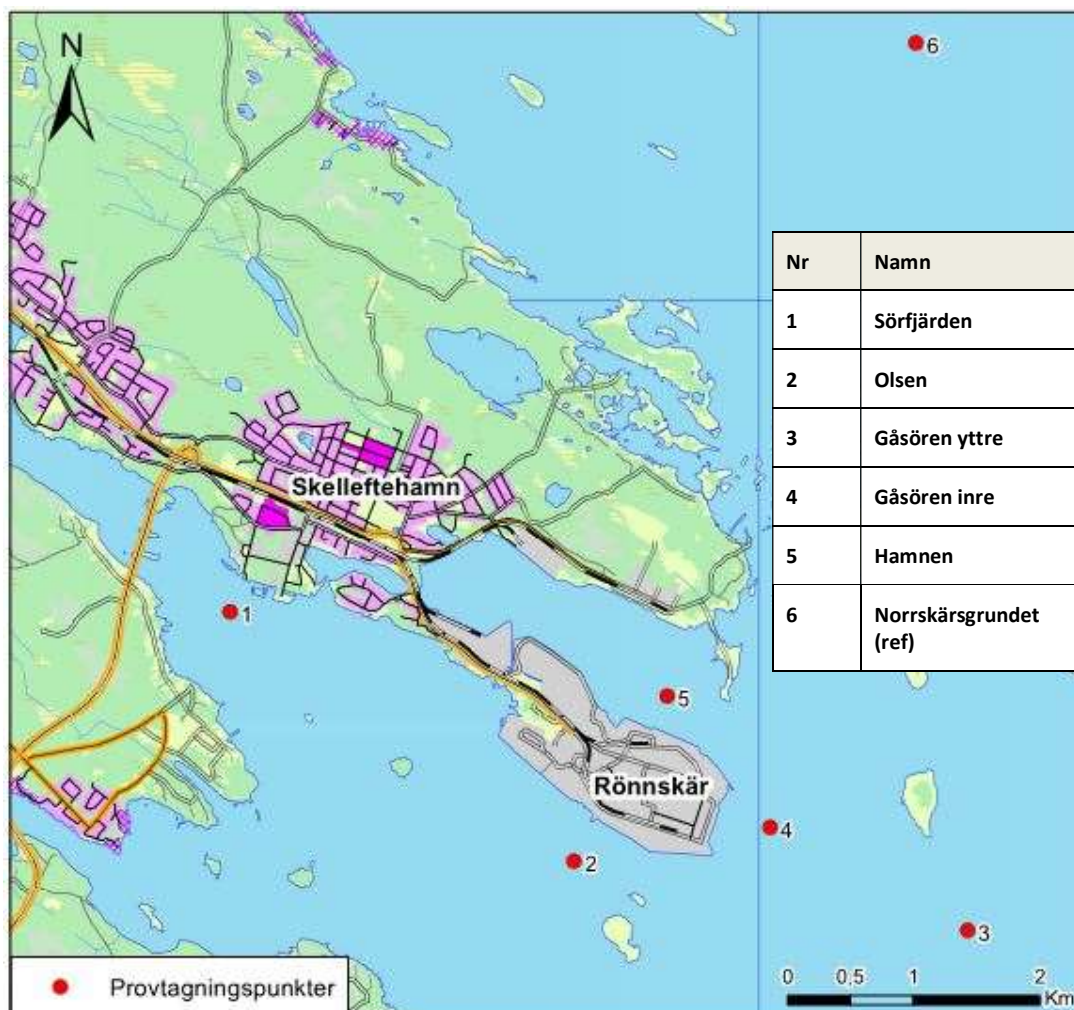 N
6
Nr Namn
1 Sörfjärden
2 Olsen
3 Gåsören yttre
4 Gåsören inre
5 Hamnen
6 Norrskärsgrundet
(ref)
Skelleftehamn
1
5
Rönnskär
4
2
3
Provtagningspunkter
0 0,5 1 2
Km